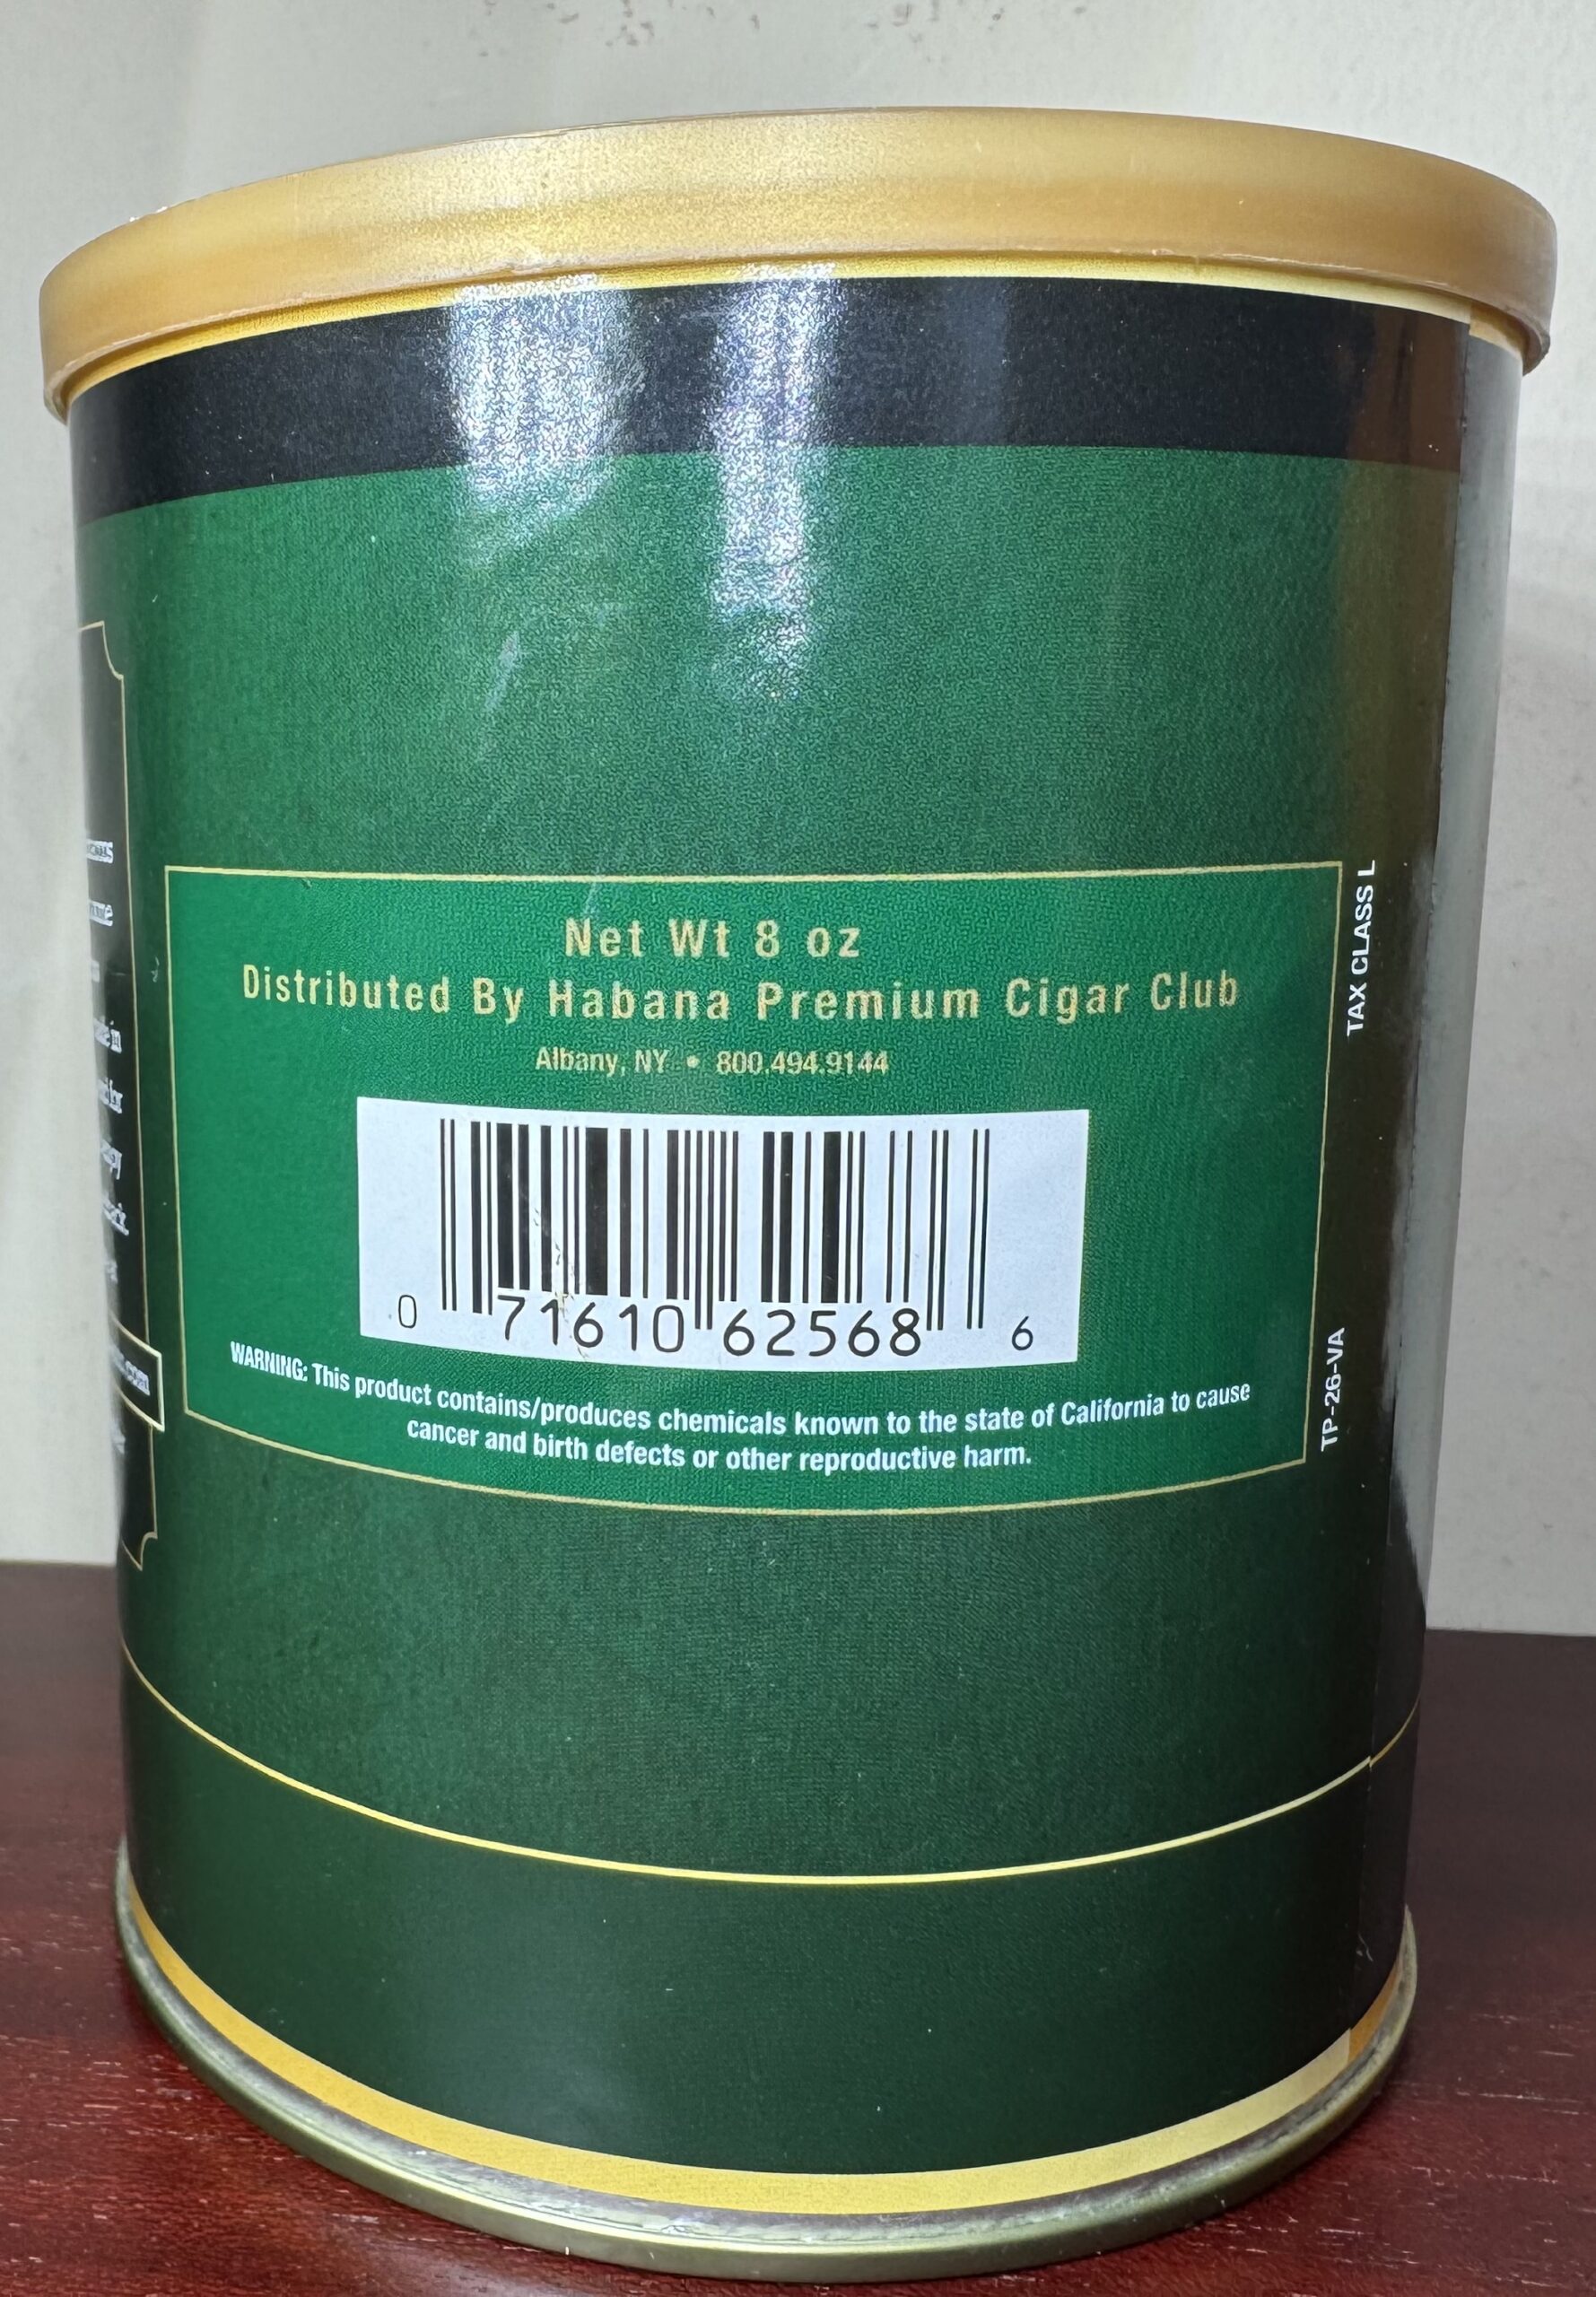 Net Wt 8 oz
Distributed By Habana Premium Cigar Club
Albany, NY • 800.494.9144
0 71610 62568 6
WARNING: This product contains/produces chemicals known to the state of California to cause
cancer and birth defects or other reproductive harm.
TAX CLASS L
TP-26-VA
.com